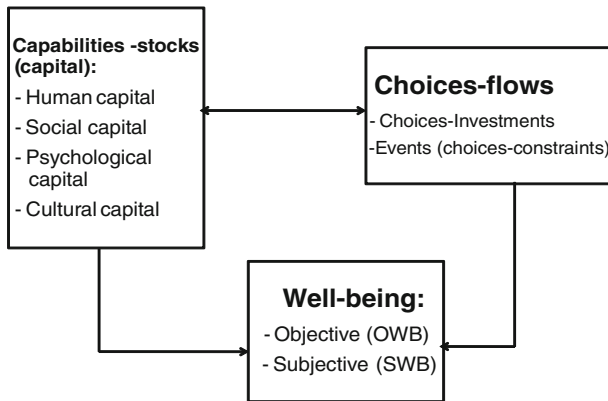 Capabilities -stocks
(capital):
- Human capital
- Social capital
- Psychological
capital
- Cultural capital
Choices-flows
- Choices-Investments
-Events (choices-constraints)
Well-being:
- Objective (OWB)
- Subjective (SWB)